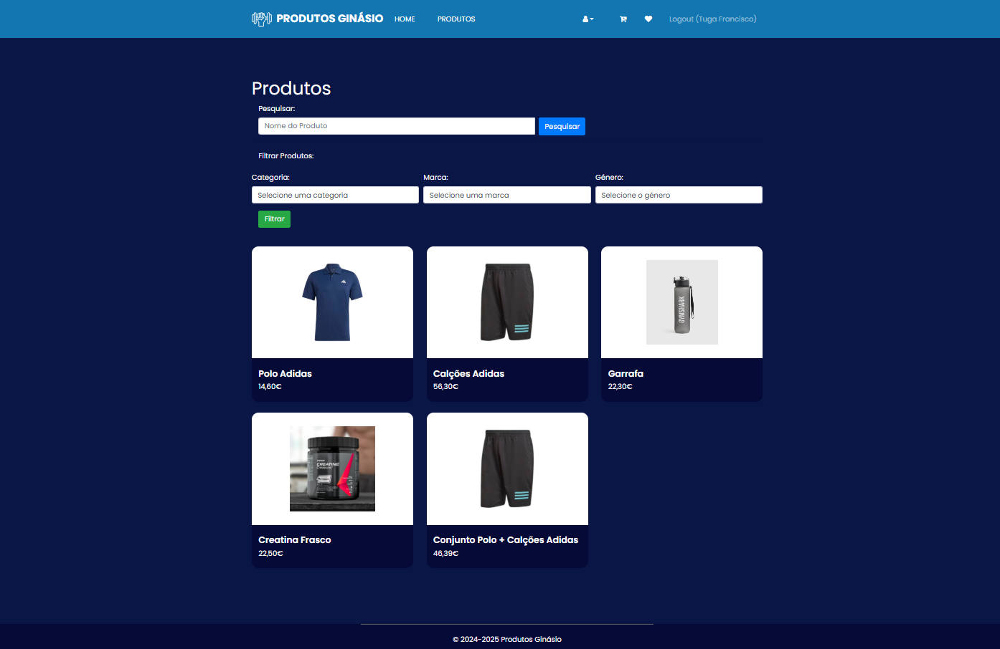 PRODUTOS GINÁSIO HOME PRODUTOS Logout (Tuga Francisco)
Produtos
Pesquisar:
Nome do Produto Pesquisar
Filtrar Produtos:
Categoria: Marca: Género:
Selecione uma categoria Selecione uma marca Selecione o género
Filtrar
GYMSHARK
Polo Adidas Calções Adidas Garrafa
14,60€ 56,30€ 22,30€
CREATINE
Creapure
Creatina Frasco Conjunto Polo + Calções Adidas
22,50€ 46,39€
© 2024-2025 Produtos Ginásio